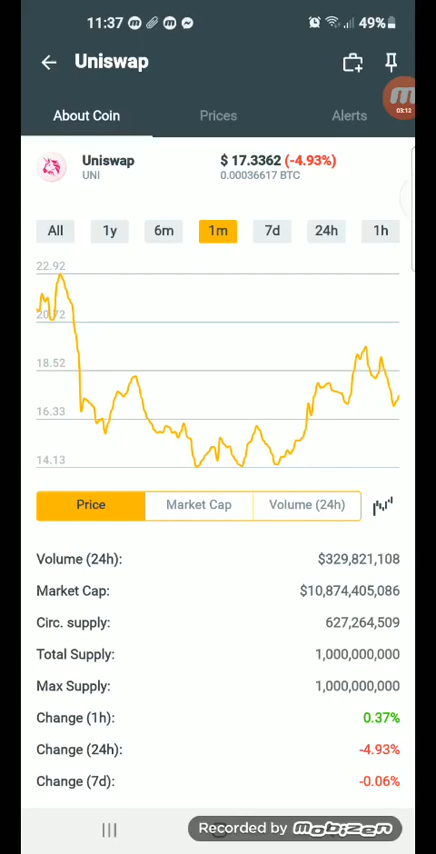 11:37 49%
Uniswap
About Coin Prices Alerts
03:12
Uniswap $ 17.3362 (-4.93%)
UNI 0.00036617 BTC
All 1y 6m 1m 7d 24h 1h
22.92
20.72
18.52
16.33
14.13
Price Market Cap Volume (24h)
Volume (24h): $329,821,108
Market Cap: $10,874,405,086
Circ. supply: 627,264,509
Total Supply: 1,000,000,000
Max Supply: 1,000,000,000
Change (1h): 0.37%
Change (24h): -4.93%
Change (7d): -0.06%
Recorded by mobizen